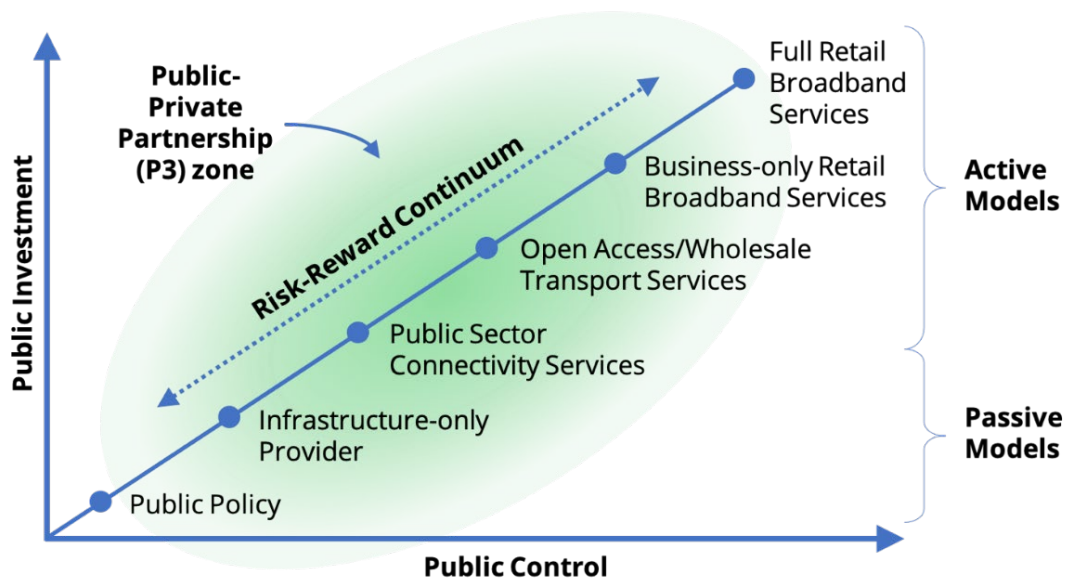 Public-
Private
Partnership
(P3) zone
Full Retail
Broadband
Services
Business-only Retail
Broadband Services
Open Access/Wholesale
Transport Services
Public Sector
Connectivity Services
Infrastructure-only
Provider
Public Policy
Risk-Reward Continuum
Active
Models
Passive
Models
Public Investment
Public Control